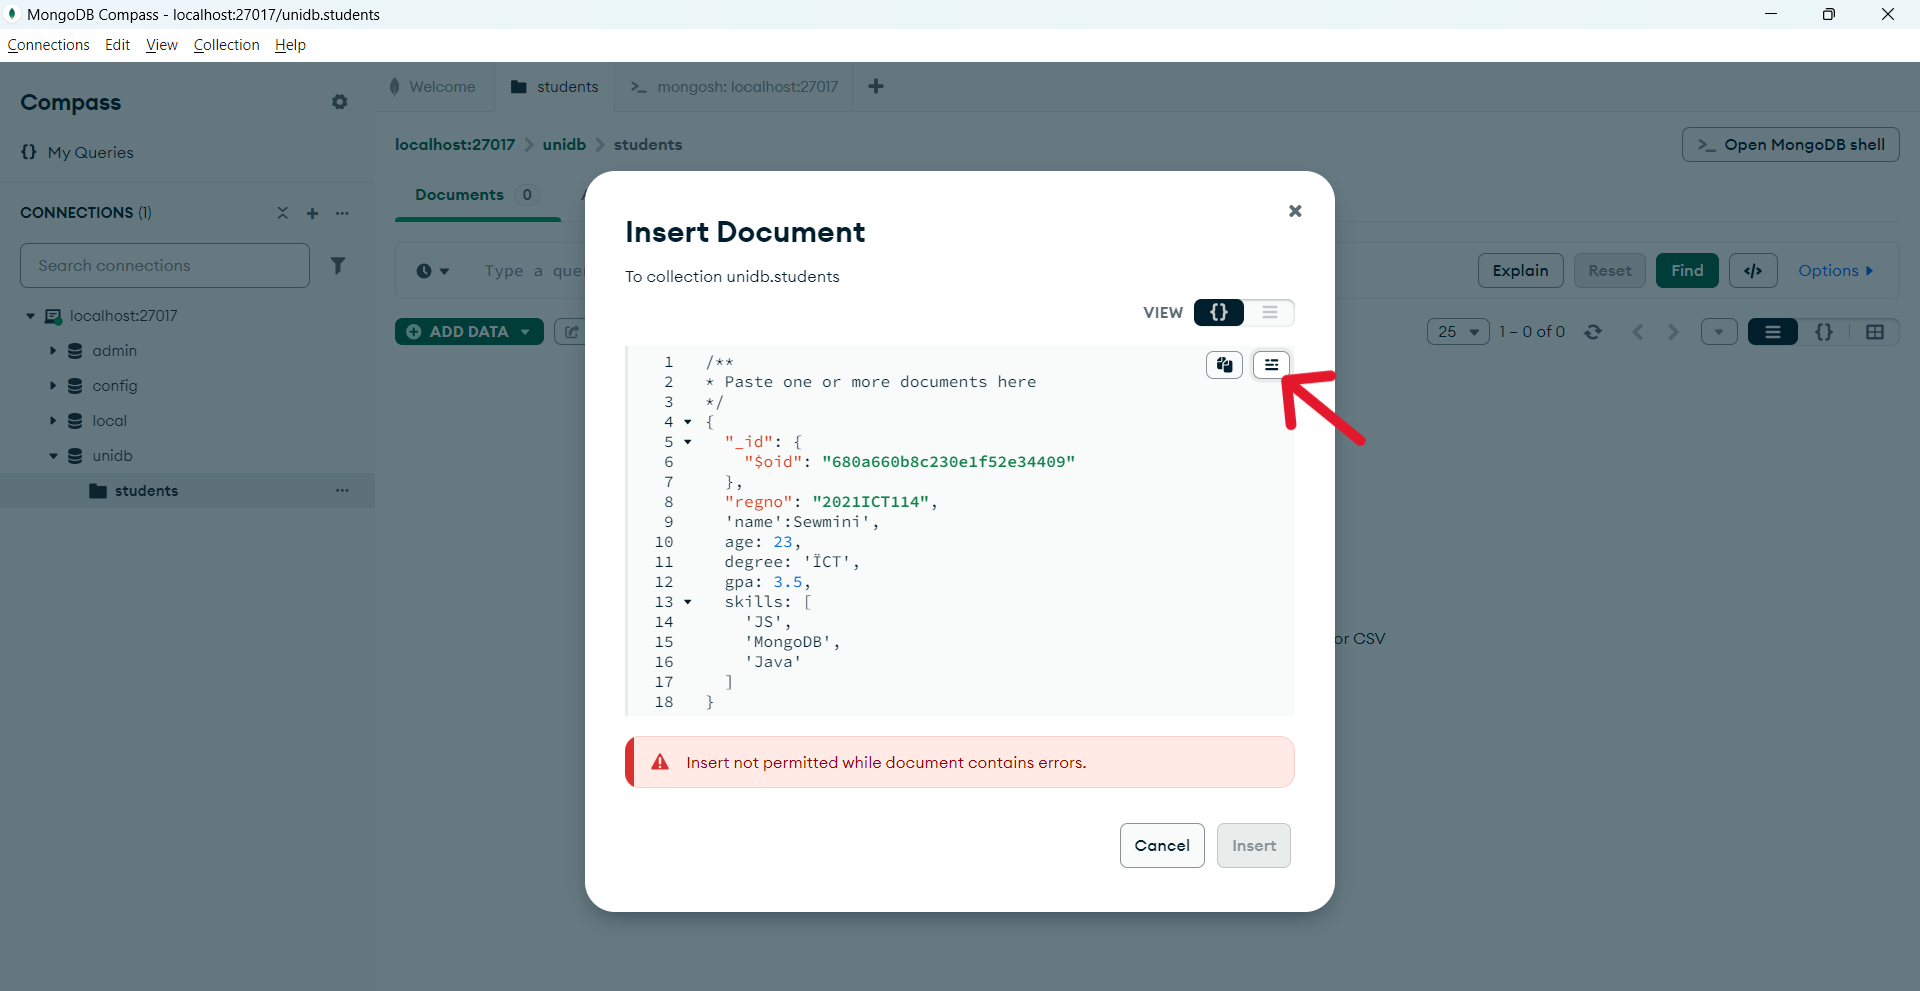 MongoDB Compass - localhost:27017/unidb.students
Connections Edit View Collection Help
Compass
My Queries
CONNECTIONS (1)
Search connections
localhost:27017
admin
config
local
unidb
students
Welcome
students
mongosh: localhost:27017
localhost:27017 > unidb > students
Open MongoDB shell
Documents 0
Type a que
Explain
Reset
Find
Options
ADD DATA
25
1 – 0 of 0
or CSV
Insert Document
To collection unidb.students
VIEW {}
1 /**
2 * Paste one or more documents here
3 */
4 {
5 "_id": {
6 "$oid": "680a660b8c230e1f52e34409"
7 },
8 "regno": "2021ICT114",
9 'name':Sewmini',
10 age: 23,
11 degree: 'ÏCT',
12 gpa: 3.5,
13 skills: [
14 'JS',
15 'MongoDB',
16 'Java'
17 ]
18 }
Insert not permitted while document contains errors.
Cancel
Insert